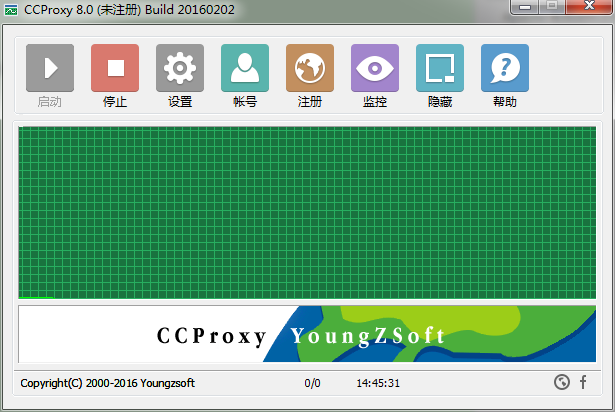 CCProxy 8.0 (未注册) Build 20160202
启动 停止 设置 帐号 注册 监控 隐藏 帮助
CCProxy YoungZSoft
Copyright(C) 2000-2016 Youngzsoft 0/0 14:45:31